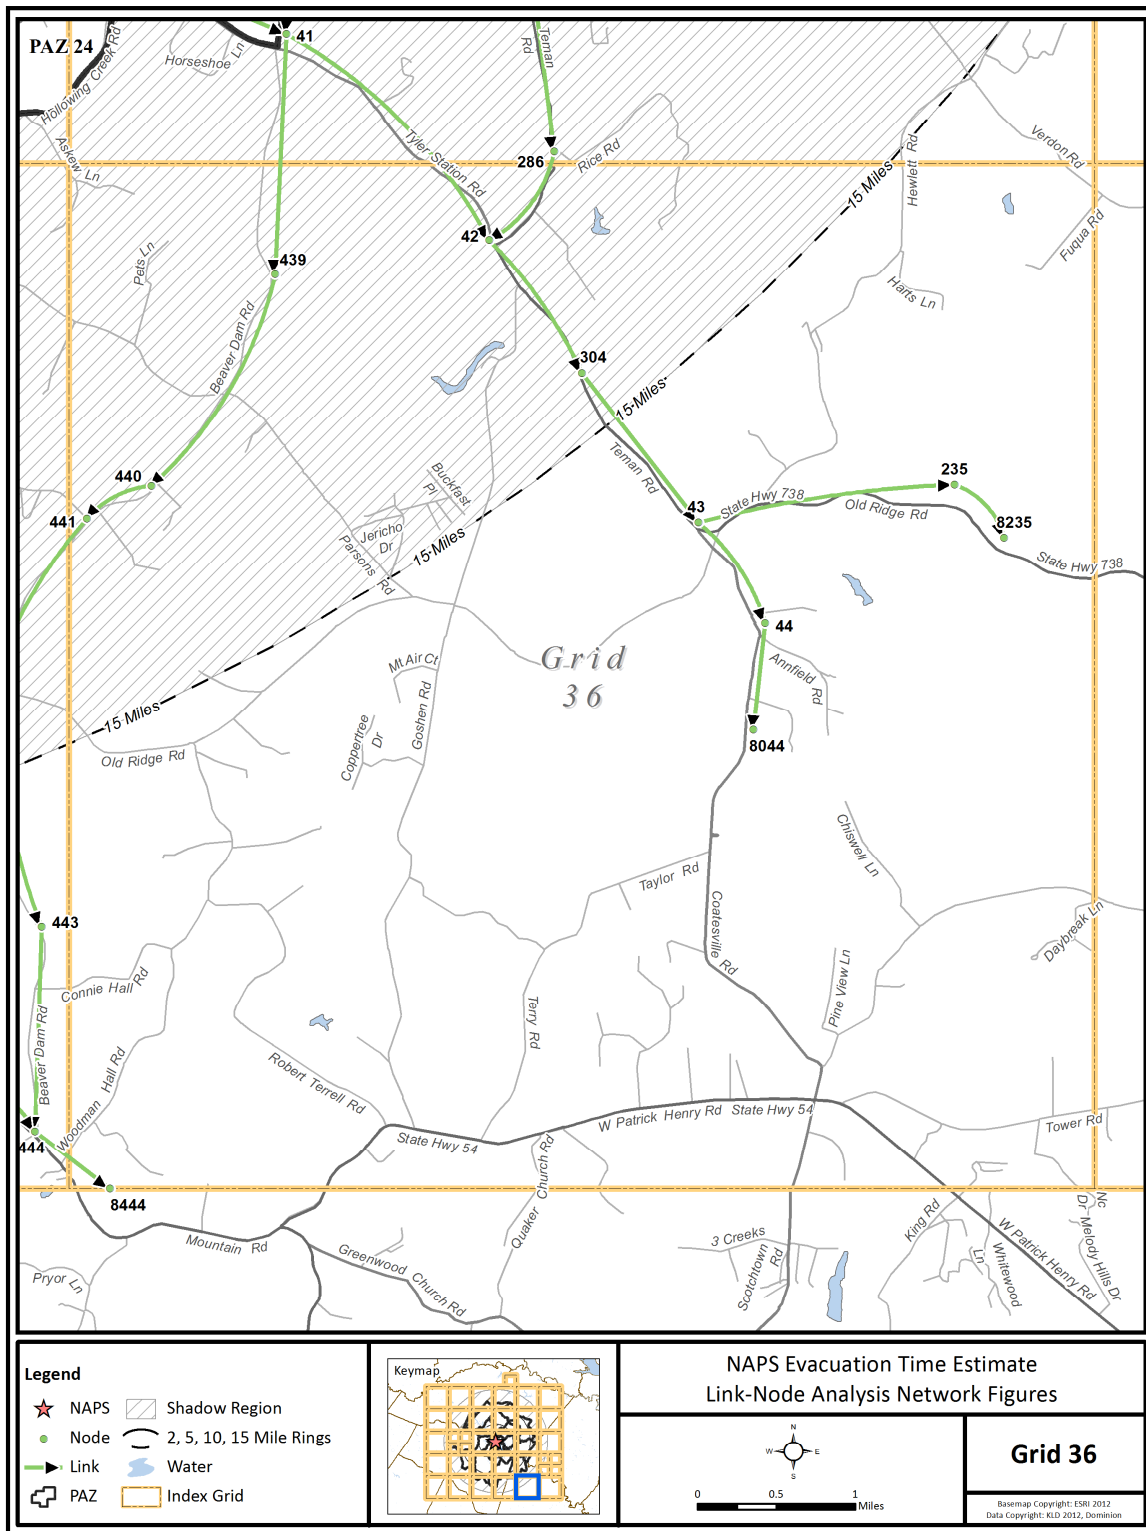 PAZ 24
Hollowing Creek Rd
Horseshoe Ln
41
Teman
Rd
Askew Ln
Tyler Station Rd
286
Rice Rd
15 Miles
Hewlett Rd
Verdon Rd
Fuqua Rd
42
Pets Ln
439
Harts Ln
Beaver Dam Rd
304
15 Miles
Teman Rd
440
441
Buckfast
Pl
Jericho
Dr
Parsons Rd
15 Miles
43
State Hwy 738
235
Old Ridge Rd
8235
State Hwy 738
44
Annfield
Rd
Grid
36
Mt Air Ct
Goshen Rd
Coppertree
Dr
15 Miles
Old Ridge Rd
8044
Chiswell Ln
Taylor Rd
Coatesville Rd
443
Connie Hall Rd
Beaver Dam Rd
Daybreak Ln
Pine View Ln
Terry Rd
Woodman Hall Rd
Robert Terrell Rd
W Patrick Henry Rd State Hwy 54
State Hwy 54
Tower Rd
444
8444
Quaker Church Rd
Mountain Rd
Greenwood Church Rd
Pryor Ln
3 Creeks
Scotchtown
Rd
King Rd
Whitewood
Ln
W Patrick Henry Rd
Nc
Dr
Melody Hills Dr
Legend
NAPS
Shadow Region
Node
2, 5, 10, 15 Mile Rings
Link
Water
PAZ
Index Grid
Keymap
NAPS Evacuation Time Estimate
Link-Node Analysis Network Figures
N
W
E
S
0 0.5 1
Miles
Grid 36
Basemap Copyright: ESRI 2012
Data Copyright: KLD 2012, Dominion